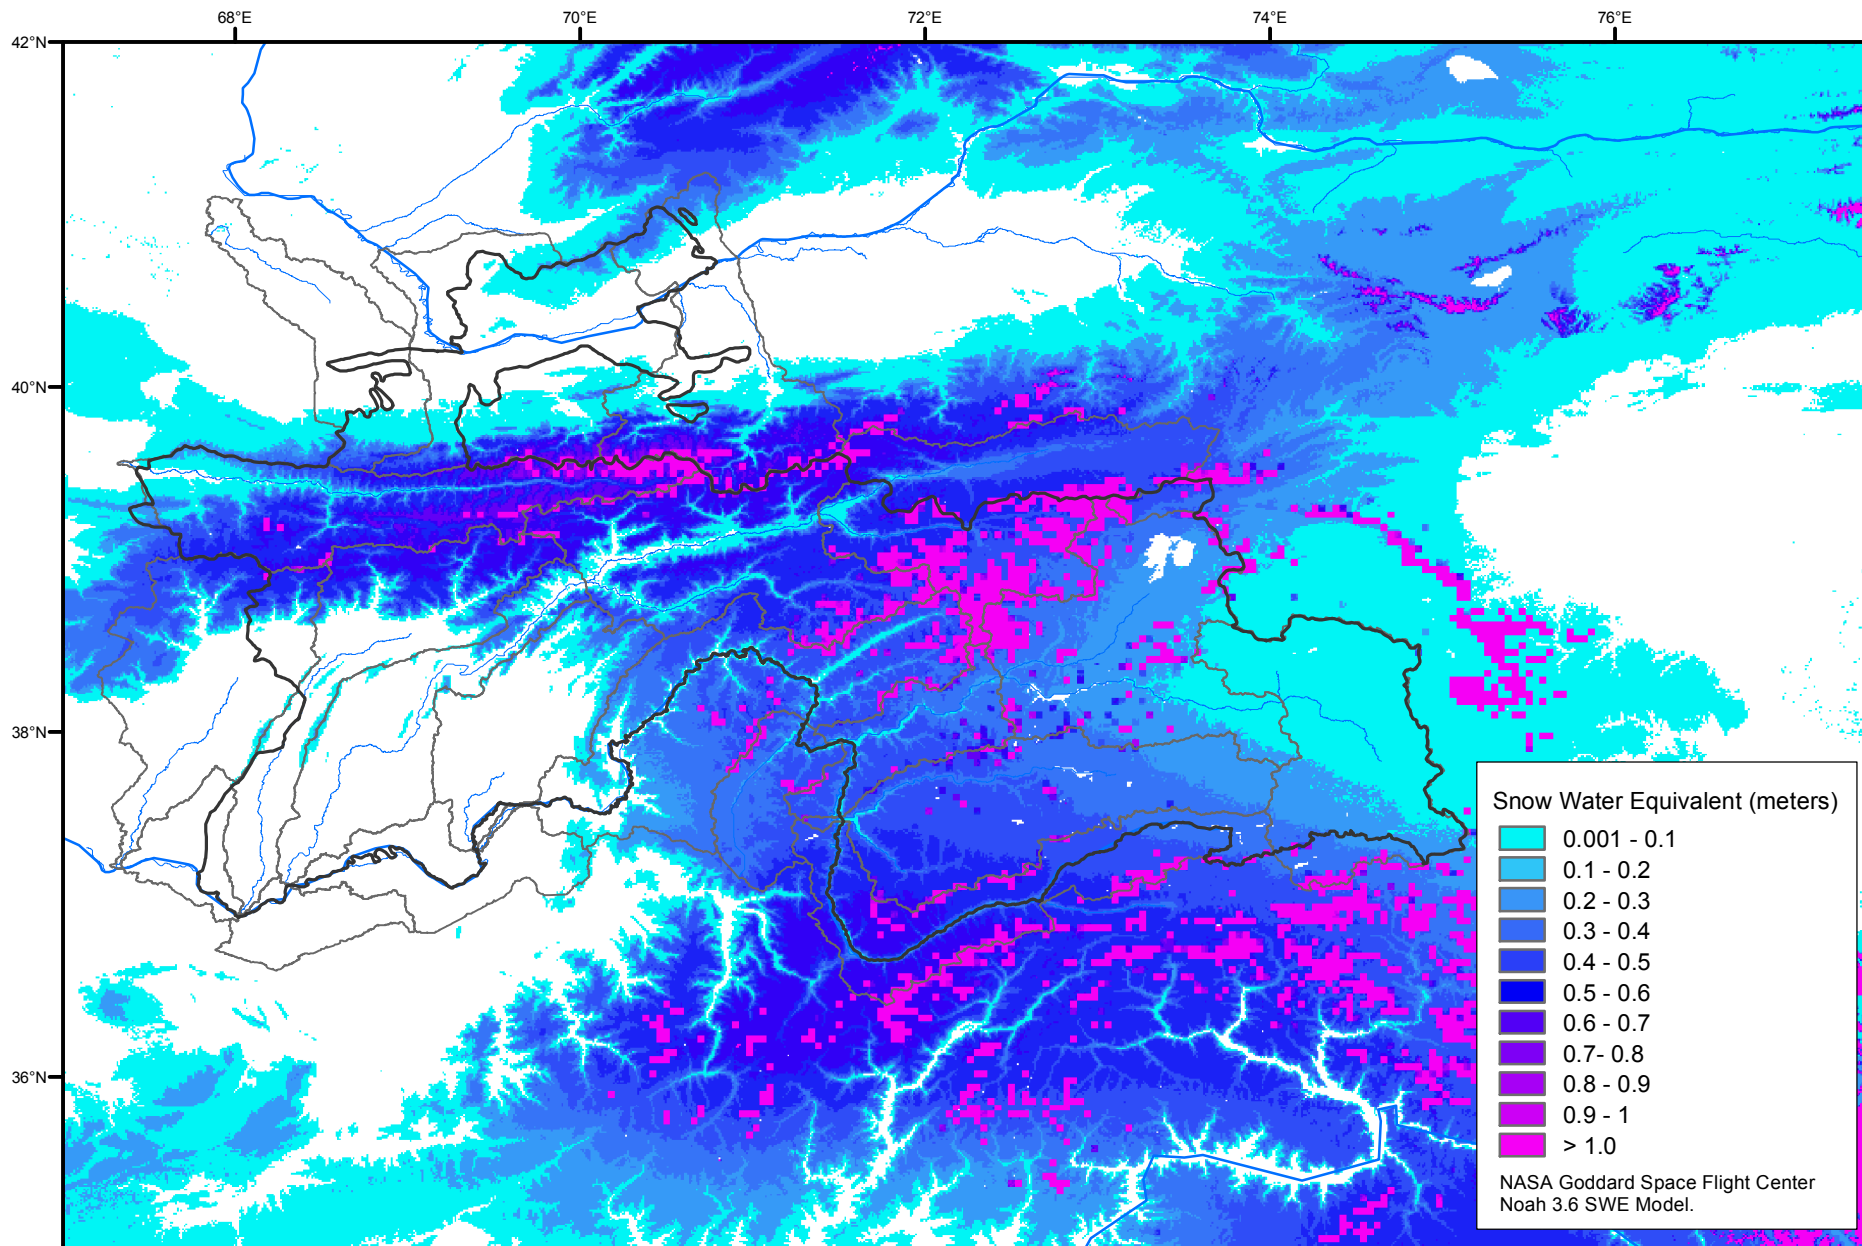 68°E 70°E 72°E 74°E 76°E
42°N
40°N
38°N
36°N
Snow Water Equivalent (meters)
0.001 - 0.1
0.1 - 0.2
0.2 - 0.3
0.3 - 0.4
0.4 - 0.5
0.5 - 0.6
0.6 - 0.7
0.7- 0.8
0.8 - 0.9
0.9 - 1
> 1.0
NASA Goddard Space Flight Center
Noah 3.6 SWE Model.